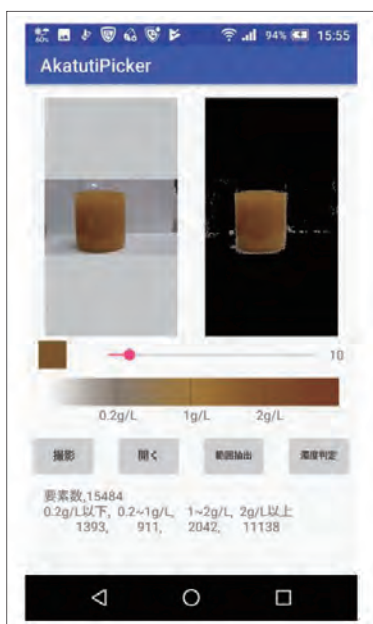 60% 94% 15:55
AkatutiPicker
10
0.2g/L 1g/L 2g/L
撮影 開く 範囲抽出 濁度判定
要素数,15484
0.2g/L以下, 0.2~1g/L, 1~2g/L, 2g/L以上
1393, 911, 2042, 11138